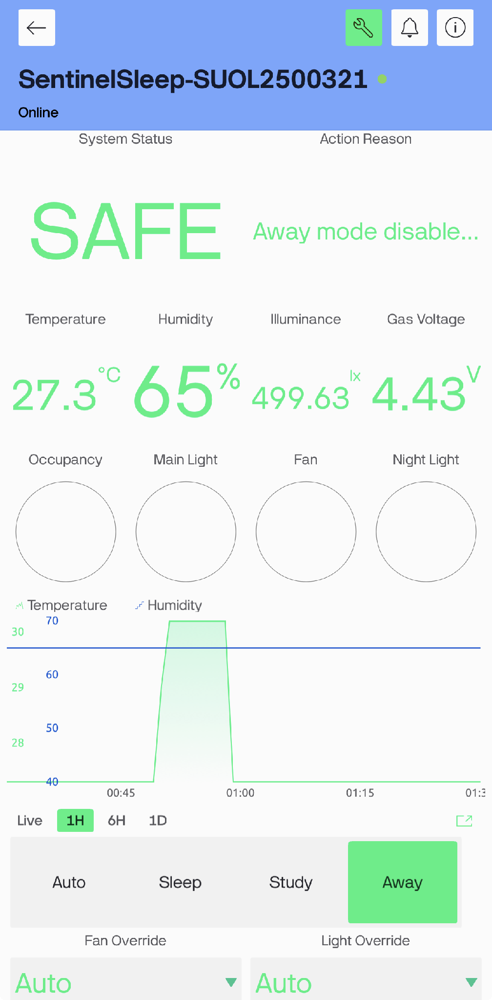 SentinelSleep-SUOL2500321
Online
System Status
Action Reason
SAFE
Away mode disable...
Temperature
Humidity
Illuminance
Gas Voltage
27.3 °C
65 %
499.63 lx
4.43 V
Occupancy
Main Light
Fan
Night Light
Temperature
Humidity
70
30
60
29
50
28
40
00:45
01:00
01:15
01:3
Live
1H
6H
1D
Auto
Sleep
Study
Away
Fan Override
Light Override
Auto
Auto